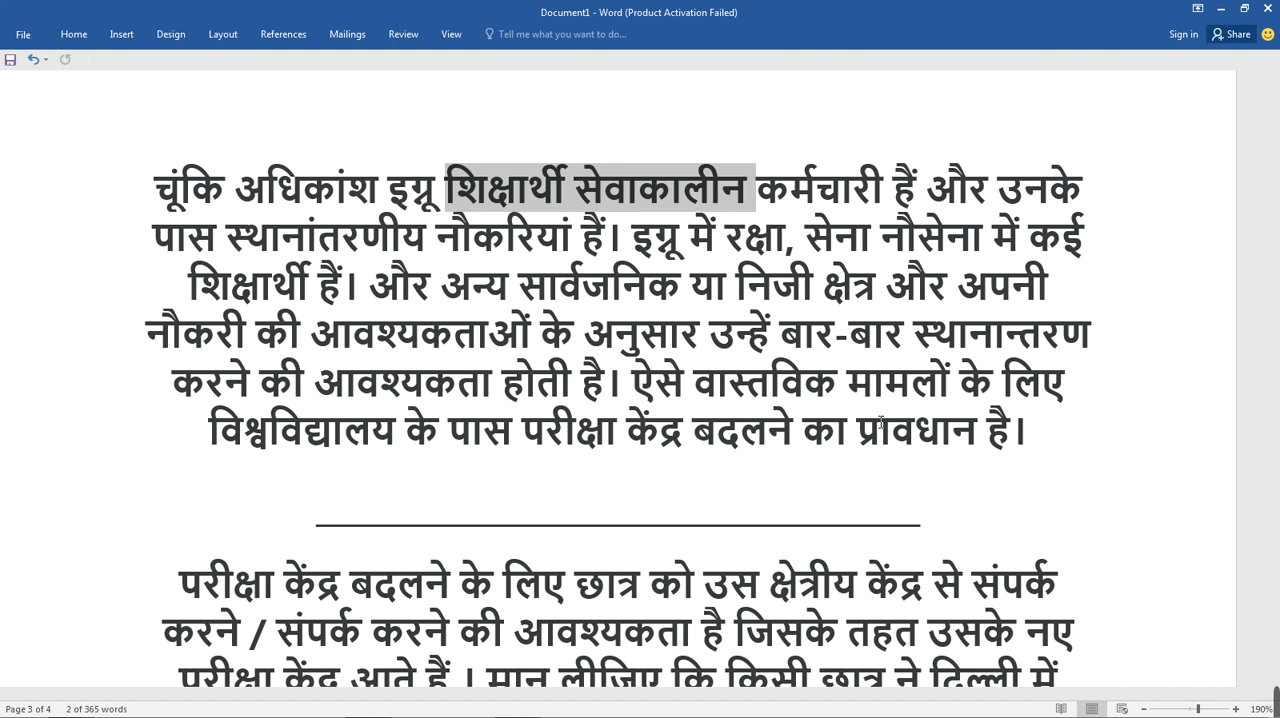 Document1 - Word (Product Activation Failed)
File Home Insert Design Layout References Mailings Review View Tell me what you want to do... Sign in Share
चूंकि अधिकांश इग्नू शिक्षार्थी सेवाकालीन कर्मचारी हैं और उनके
पास स्थानांतरणीय नौकरियां हैं। इग्नू में रक्षा, सेना नौसेना में कई
शिक्षार्थी हैं। और अन्य सार्वजनिक या निजी क्षेत्र और अपनी
नौकरी की आवश्यकताओं के अनुसार उन्हें बार-बार स्थानान्तरण
करने की आवश्यकता होती है। ऐसे वास्तविक मामलों के लिए
विश्वविद्यालय के पास परीक्षा केंद्र बदलने का प्रावधान है।
परीक्षा केंद्र बदलने के लिए छात्र को उस क्षेत्रीय केंद्र से संपर्क
करने / संपर्क करने की आवश्यकता है जिसके तहत उसके नए
परीक्षा केंद्र आते हैं । मान लीजिए कि किसी छात्र ने दिल्ली में
Page 3 of 4 2 of 365 words 190%